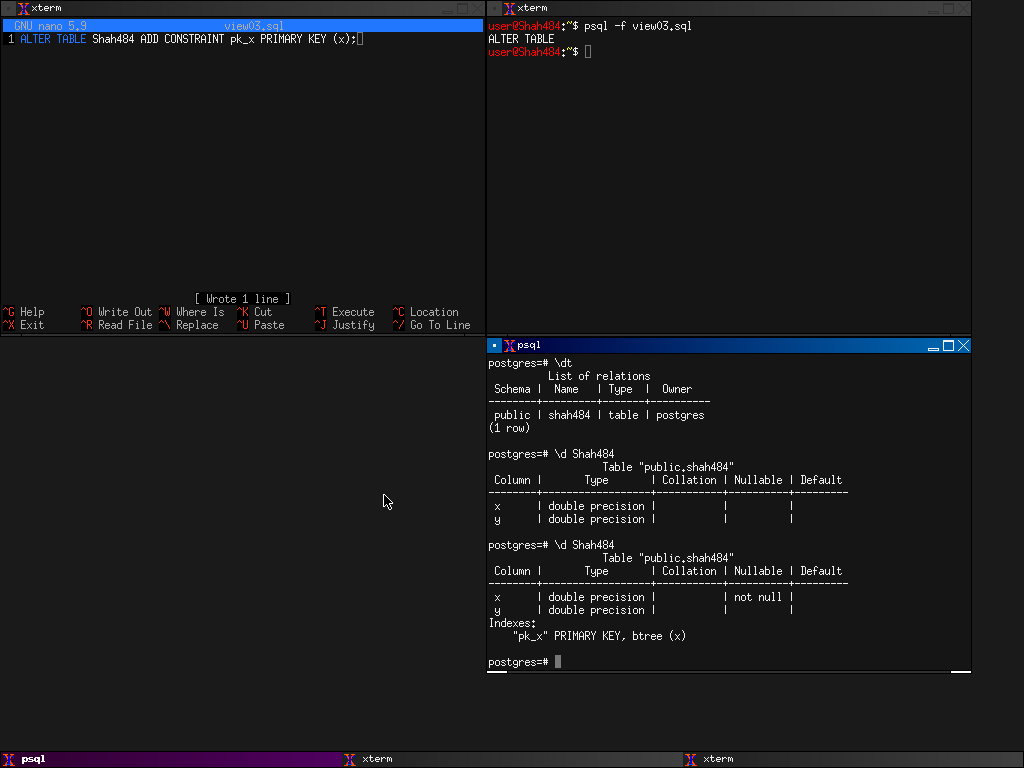 xterm
GNU nano 5.9 view03.sql
1 ALTER TABLE Shah484 ADD CONSTRAINT pk_x PRIMARY KEY (x);
[ Wrote 1 line ]
^G Help ^O Write Out ^W Where Is ^K Cut ^T Execute ^C Location
^X Exit ^R Read File ^\ Replace ^U Paste ^J Justify ^/ Go To Line
xterm
user@Shah484:~$ psql -f view03.sql
ALTER TABLE
user@Shah484:~$
psql
postgres=# \dt
List of relations
Schema | Name | Type | Owner
--------+---------+-------+----------
public | shah484 | table | postgres
(1 row)
postgres=# \d Shah484
Table "public.shah484"
Column | Type | Collation | Nullable | Default
--------+------------------+-----------+----------+---------
x | double precision | | |
y | double precision | | |
postgres=# \d Shah484
Table "public.shah484"
Column | Type | Collation | Nullable | Default
--------+------------------+-----------+----------+---------
x | double precision | | not null |
y | double precision | | |
Indexes:
"pk_x" PRIMARY KEY, btree (x)
postgres=#
psql xterm xterm